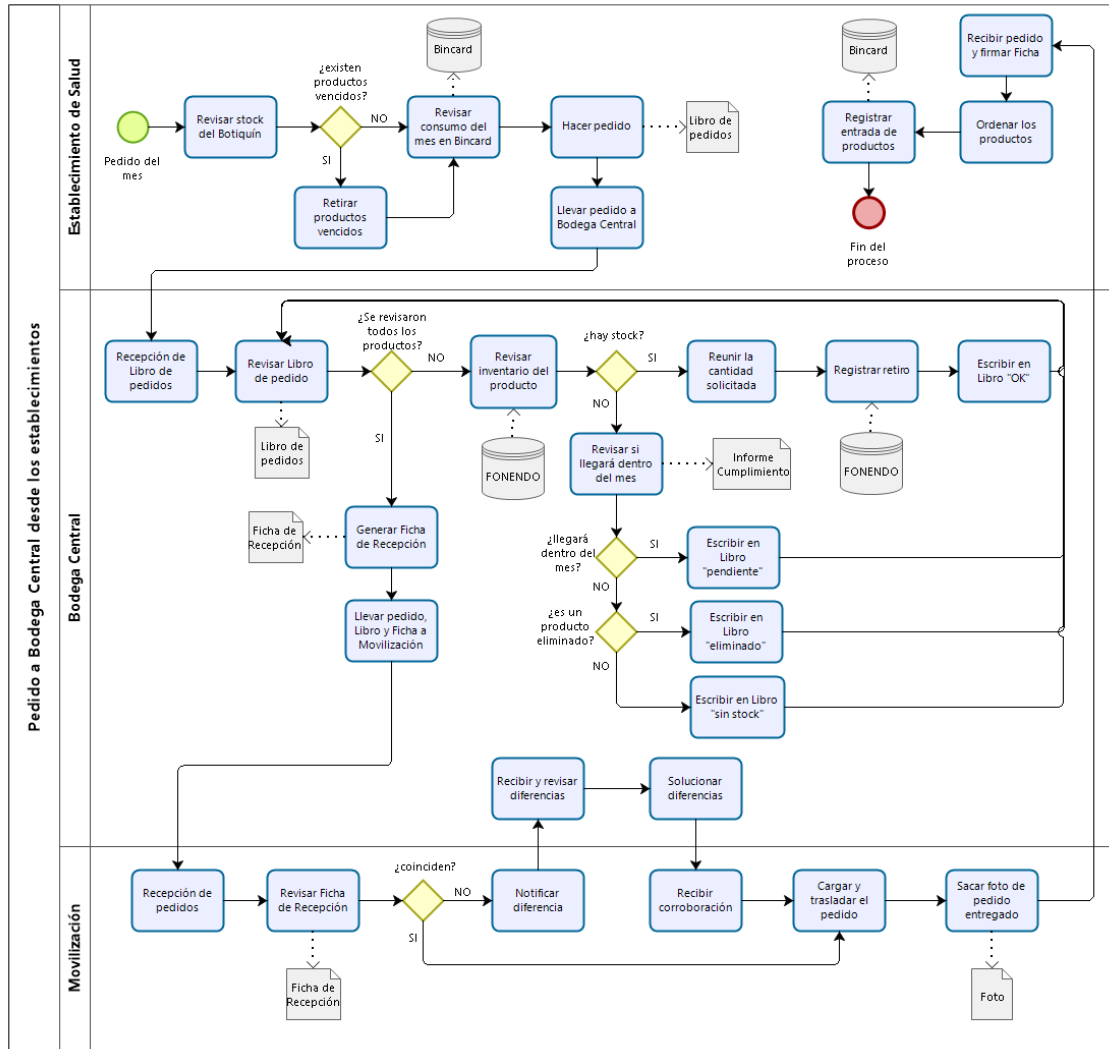 Pedido a Bodega Central desde los establecimientos
Establecimiento de Salud
Pedido del
mes
Revisar stock
del Botiquín
¿existen
productos
vencidos?
NO
SI
Retirar
productos
vencidos
Bincard
Revisar
consumo del
mes en Bincard
Hacer pedido
Libro de
pedidos
Llevar pedido a
Bodega Central
Bincard
Registrar
entrada de
productos
Recibir pedido
y firmar Ficha
Ordenar los
productos
Fin del
proceso
Bodega Central
Recepción de
Libro de
pedidos
Revisar Libro
de pedido
Libro de
pedidos
¿Se revisaron
todos los
productos?
NO
SI
Revisar
inventario del
producto
FONENDO
¿hay stock?
SI
NO
Reunir la
cantidad
solicitada
Registrar retiro
FONENDO
Escribir en
Libro "OK"
Revisar si
llegará dentro
del mes
Informe
Cumplimiento
Ficha de
Recepción
Generar Ficha
de Recepción
¿llegará
dentro del
mes?
SI
NO
Escribir en
Libro
"pendiente"
Llevar pedido,
Libro y Ficha a
Movilización
¿es un
producto
eliminado?
SI
NO
Escribir en
Libro
"eliminado"
Escribir en Libro
"sin stock"
Recibir y revisar
diferencias
Solucionar
diferencias
Movilización
Recepción de
pedidos
Revisar Ficha
de Recepción
Ficha de
Recepción
¿coinciden?
NO
SI
Notificar
diferencia
Recibir
corroboración
Cargar y
trasladar el
pedido
Sacar foto de
pedido
entregado
Foto